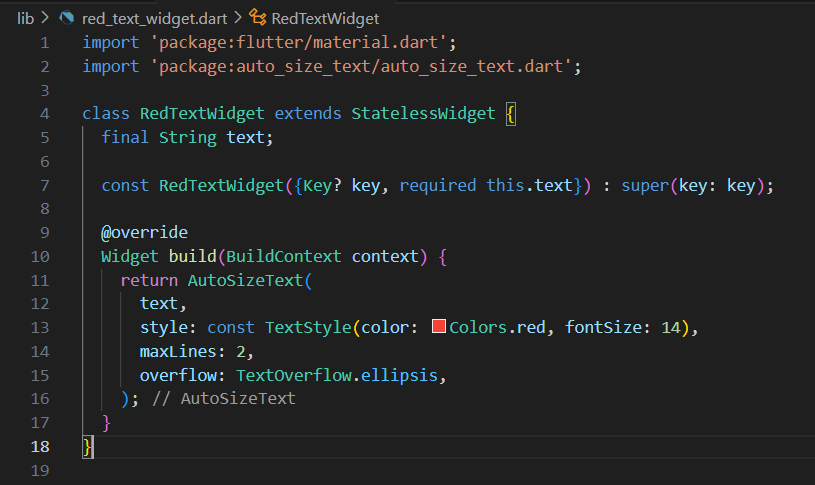 lib > red_text_widget.dart > RedTextWidget
1 import 'package:flutter/material.dart';
2 import 'package:auto_size_text/auto_size_text.dart';
3
4 class RedTextWidget extends StatelessWidget {
5   final String text;
6
7   const RedTextWidget({Key? key, required this.text}) : super(key: key);
8
9   @override
10   Widget build(BuildContext context) {
11     return AutoSizeText(
12       text,
13       style: const TextStyle(color: Colors.red, fontSize: 14),
14       maxLines: 2,
15       overflow: TextOverflow.ellipsis,
16     ); // AutoSizeText
17   }
18 }
19